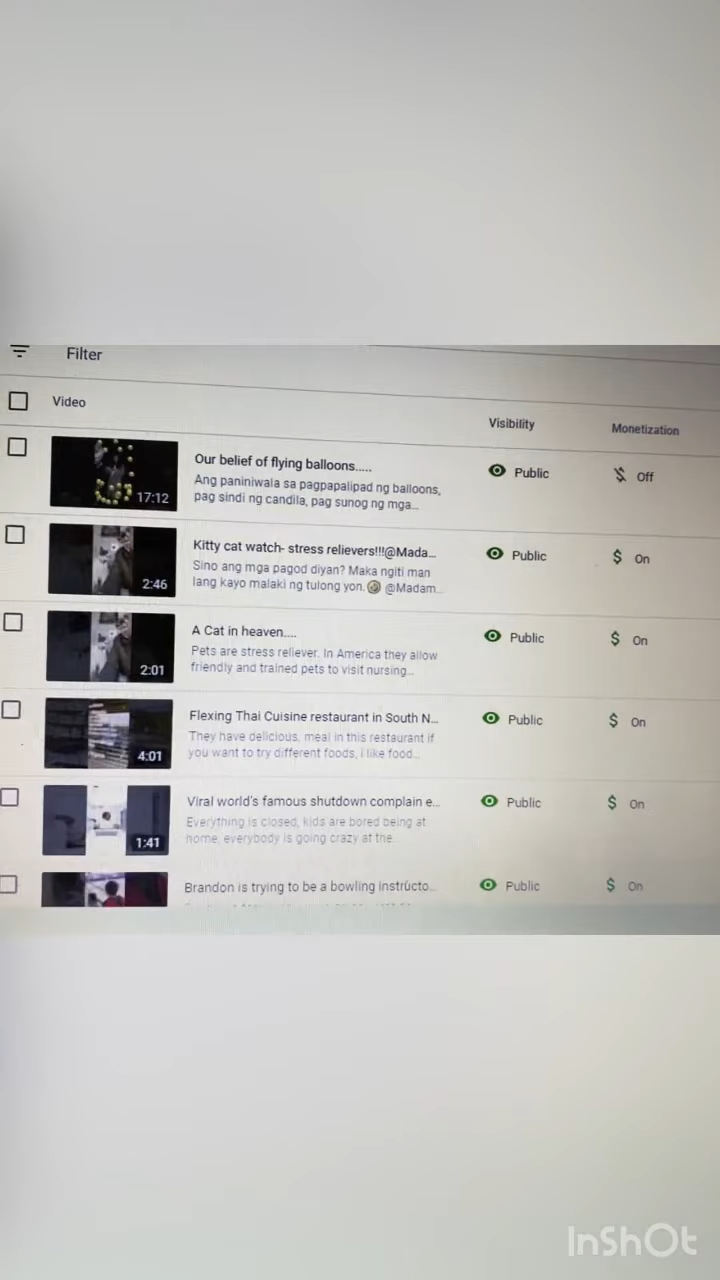 Filter
Video
Visibility
Monetization
17:12
Our belief of flying balloons.....
Ang paniniwala sa pagpapalipad ng balloons,
pag sindi ng candila, pag sunog ng mga...
Public
Off
2:46
Kitty cat watch- stress relievers!!!@Mada...
Sino ang mga pagod diyan? Maka ngiti man
lang kayo malaki ng tulong yon.🤣 @Madam...
Public
On
2:01
A Cat in heaven....
Pets are stress reliever. In America they allow
friendly and trained pets to visit nursing...
Public
On
4:01
Flexing Thai Cuisine restaurant in South N...
They have delicious, meal in this restaurant if
you want to try different foods, i like food...
Public
On
1:41
Viral world's famous shutdown complain e...
Everything is closed, kids are bored being at
home, everybody is going crazy at the
Public
On
Brandon is trying to be a bowling instructo...
Public
On
InShOt